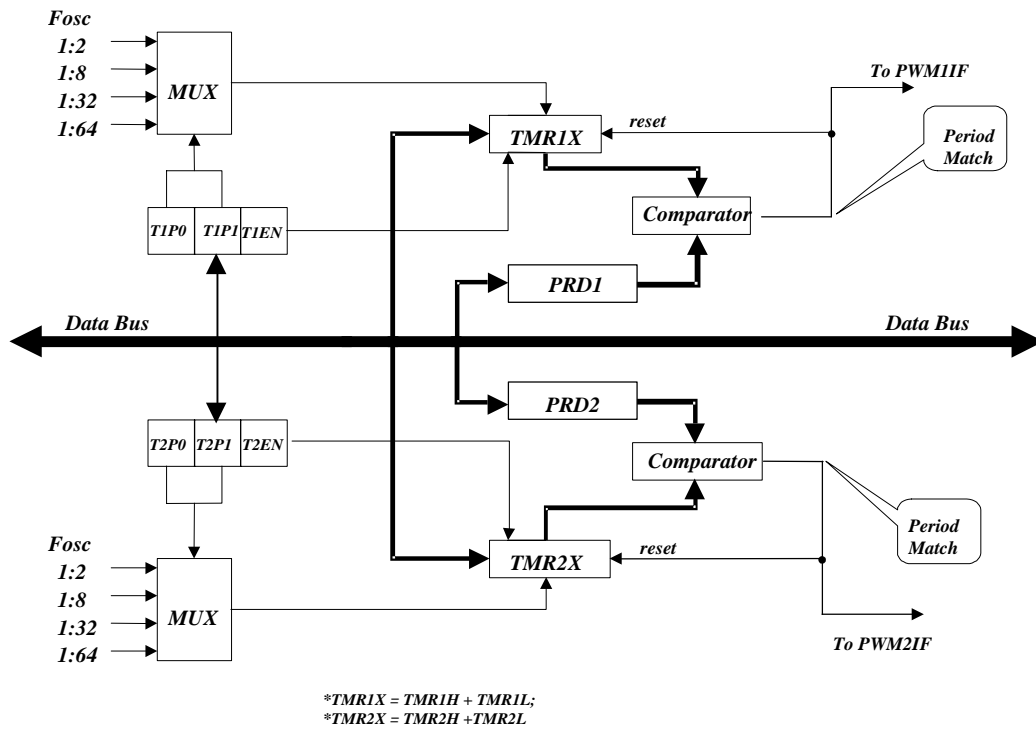 Fosc
1:2
1:8
1:32
1:64
MUX
T1P0 T1P1 T1EN
TMR1X
reset
To PWM1IF
Period
Match
Comparator
PRD1
Data Bus
Data Bus
PRD2
T2P0 T2P1 T2EN
Comparator
Period
Match
TMR2X
reset
Fosc
1:2
1:8
1:32
1:64
MUX
To PWM2IF
*TMR1X = TMR1H + TMR1L;
*TMR2X = TMR2H +TMR2L